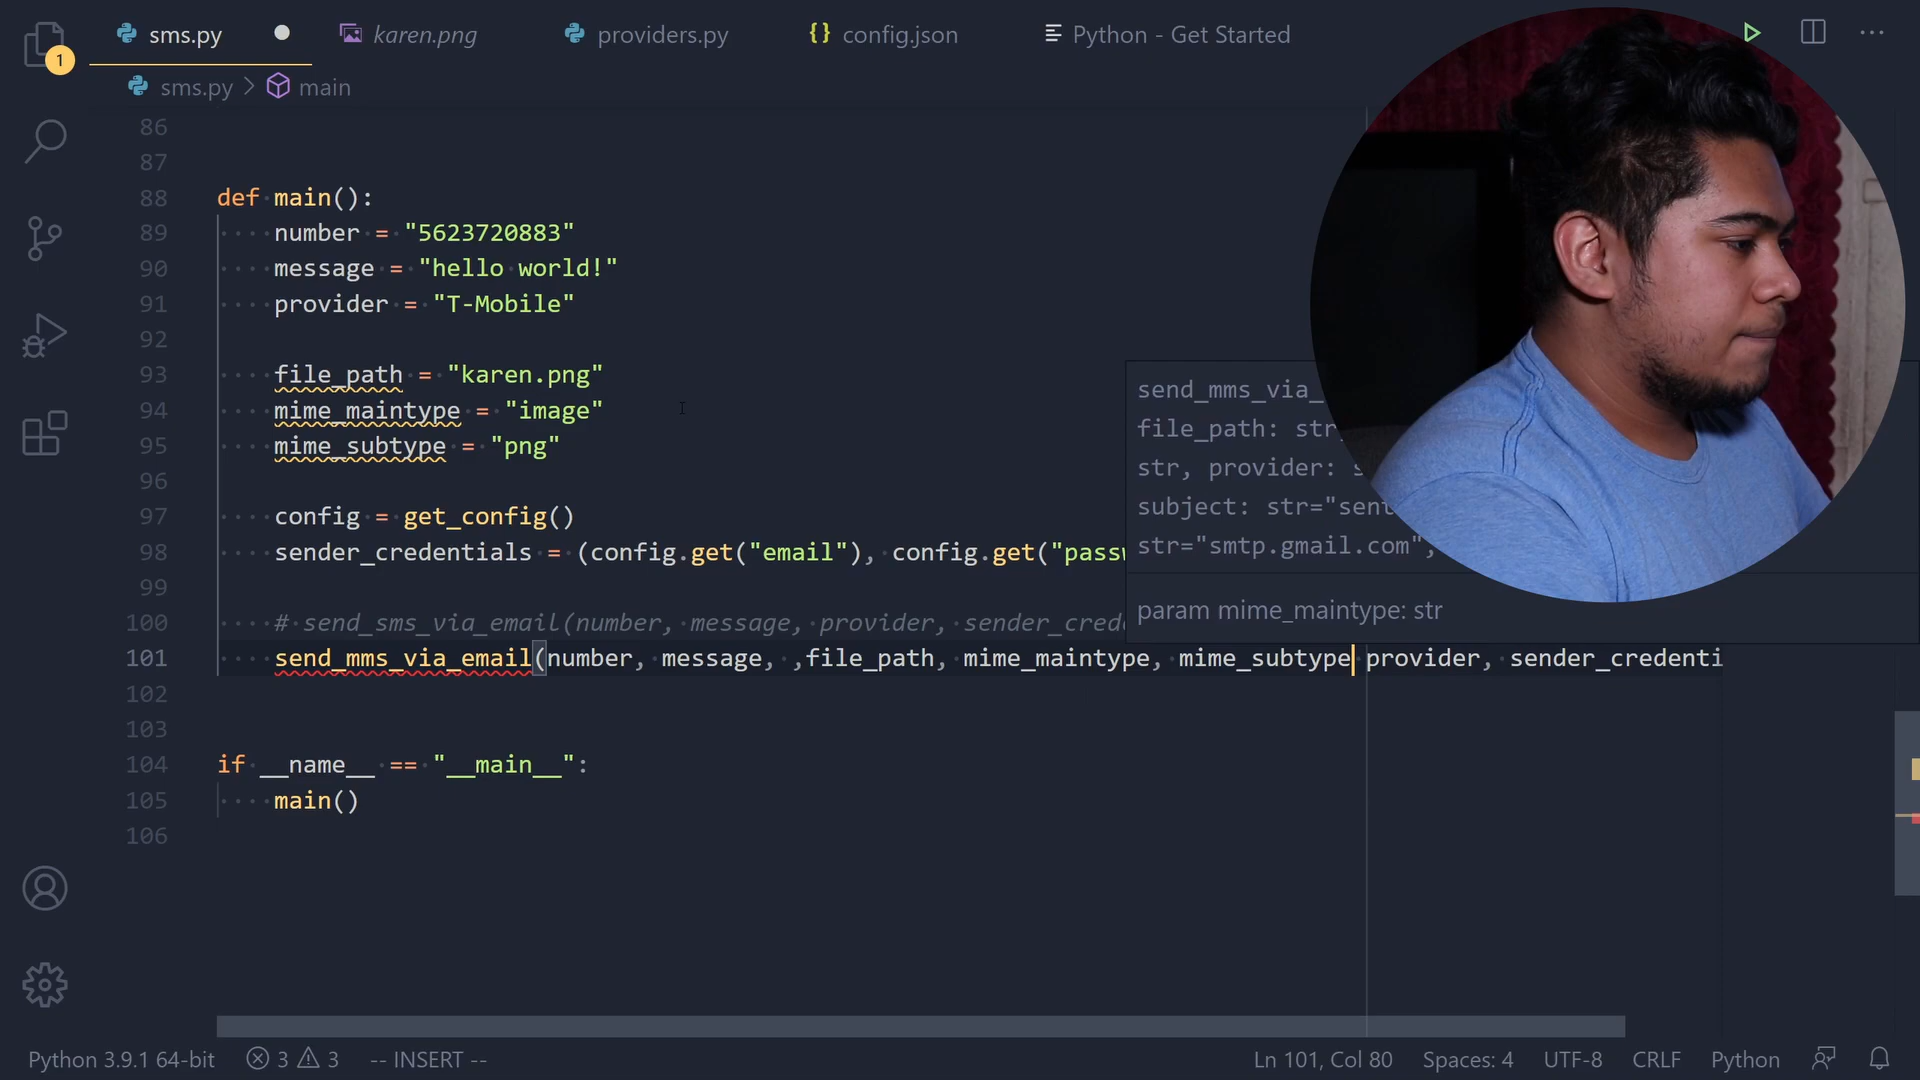 sms.py
karen.png
providers.py
{} config.json
Python - Get Started
1
sms.py > main
86
87
88 def main():
89 number = "5623720883"
90 message = "hello world!"
91 provider = "T-Mobile"
92
93 file_path = "karen.png"
94 mime_maintype = "image"
95 mime_subtype = "png"
96
97 config = get_config()
98 sender_credentials = (config.get("email"), config.get("passw
99
100 # send_sms_via_email(number, message, provider, sender_crede
101 send_mms_via_email(number, message, ,file_path, mime_maintype, mime_subtype provider, sender_credenti
102
103
104 if __name__ == "__main__":
105 main()
106
send_mms_via_
file_path: str,
str, provider: s
subject: str="sent
str="smtp.gmail.com",
param mime_maintype: str
Python 3.9.1 64-bit
3
3
-- INSERT --
Ln 101, Col 80
Spaces: 4
UTF-8
CRLF
Python